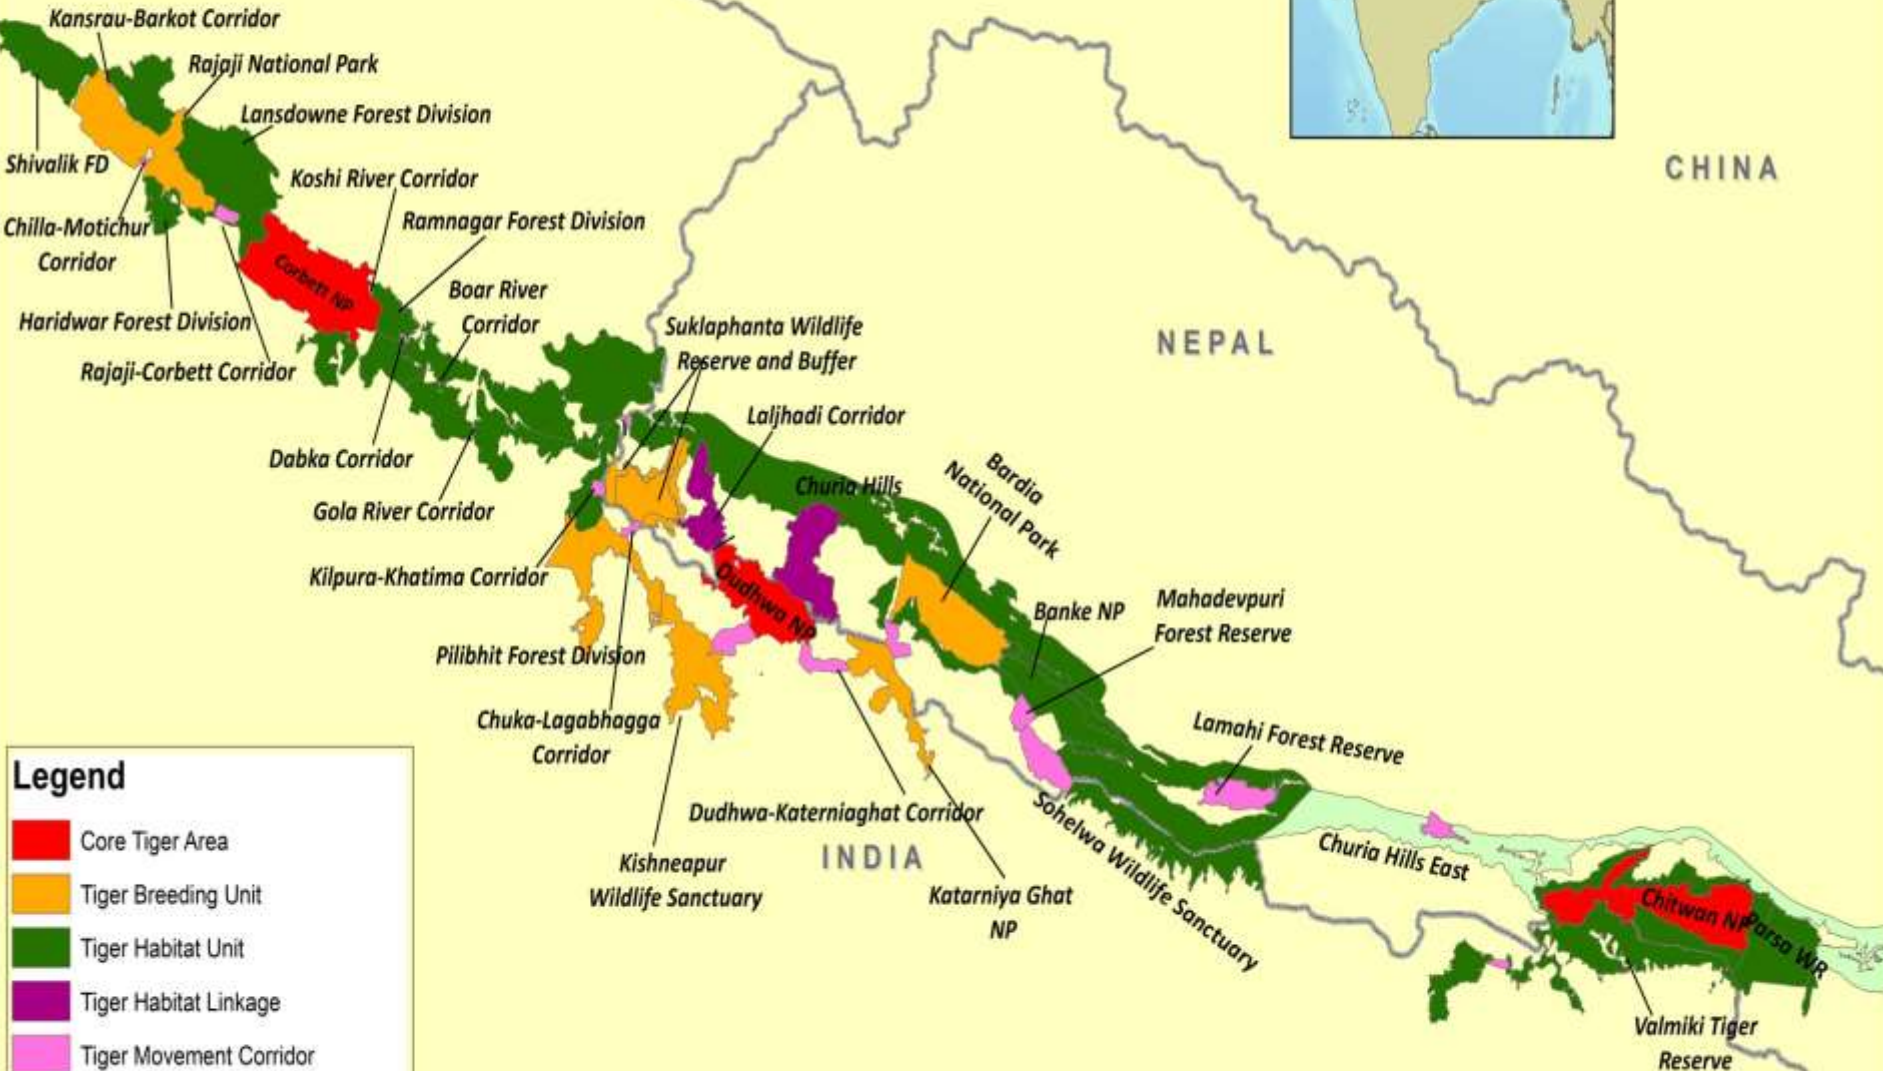 Kansrau-Barkot Corridor
Rajaji National Park
Lansdowne Forest Division
Shivalik FD
Koshi River Corridor
Chilla-Motichur
Corridor
Ramnagar Forest Division
Haridwar Forest Division
Corbett NP
Boar River
Corridor
Rajaji-Corbett Corridor
Suklaphanta Wildlife
Reserve and Buffer
Laljhadi Corridor
Dabka Corridor
Gola River Corridor
Churia Hills
Bardia
National Park
Kilpura-Khatima Corridor
Dudhwa NP
Pilibhit Forest Division
Banke NP
Mahadevpuri
Forest Reserve
Chuka-Lagabhagga
Corridor
Lamahi Forest Reserve
Dudhwa-Katerniaghat Corridor
Kishneapur
Wildlife Sanctuary
Katarniya Ghat
NP
Sohelwa Wildlife Sanctuary
Churia Hills East
Chitwan NP
Parsa WR
Valmiki Tiger
Reserve
CHINA
NEPAL
INDIA
Legend
Core Tiger Area
Tiger Breeding Unit
Tiger Habitat Unit
Tiger Habitat Linkage
Tiger Movement Corridor